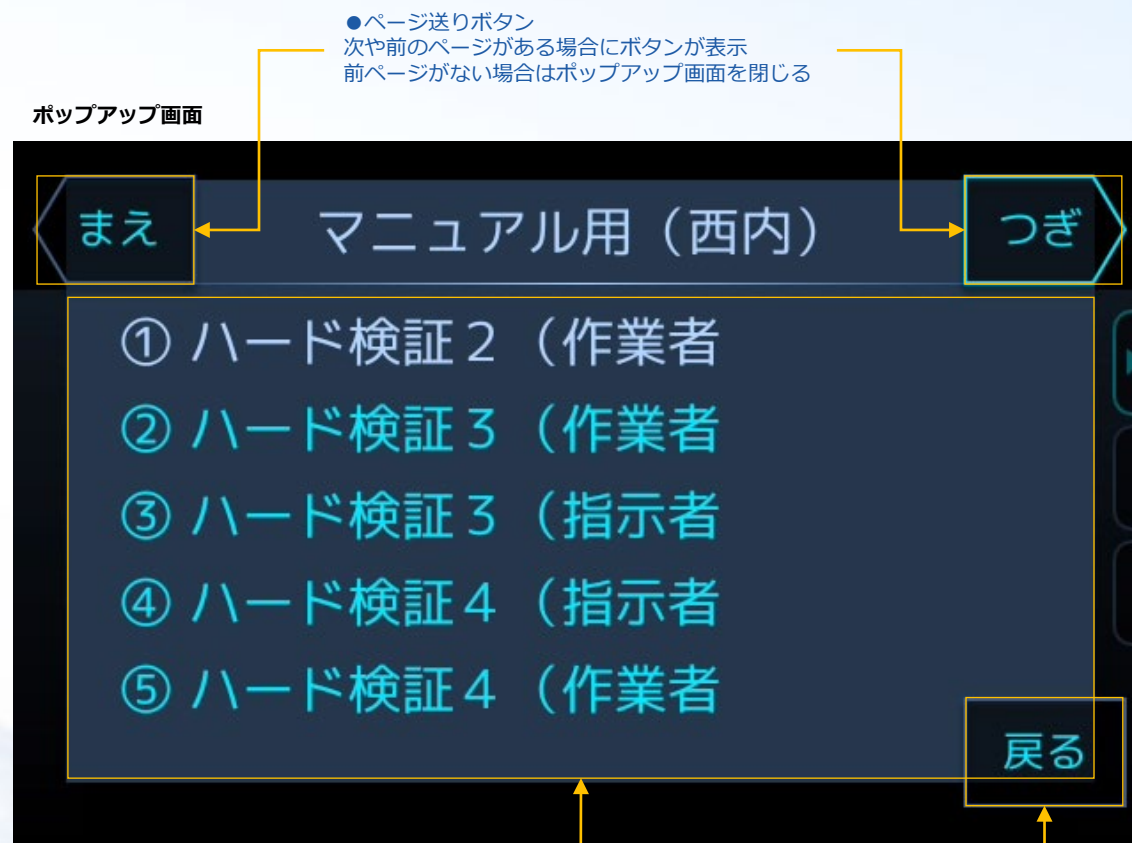 ●ページ送りボタン
次や前のページがある場合にボタンが表示
前ページがない場合はポップアップ画面を閉じる
ポップアップ画面
まえ
マニュアル用（西内）
つぎ
① ハード検証２（作業者
② ハード検証３（作業者
③ ハード検証３（指示者
④ ハード検証４（指示者
⑤ ハード検証４（作業者
戻る